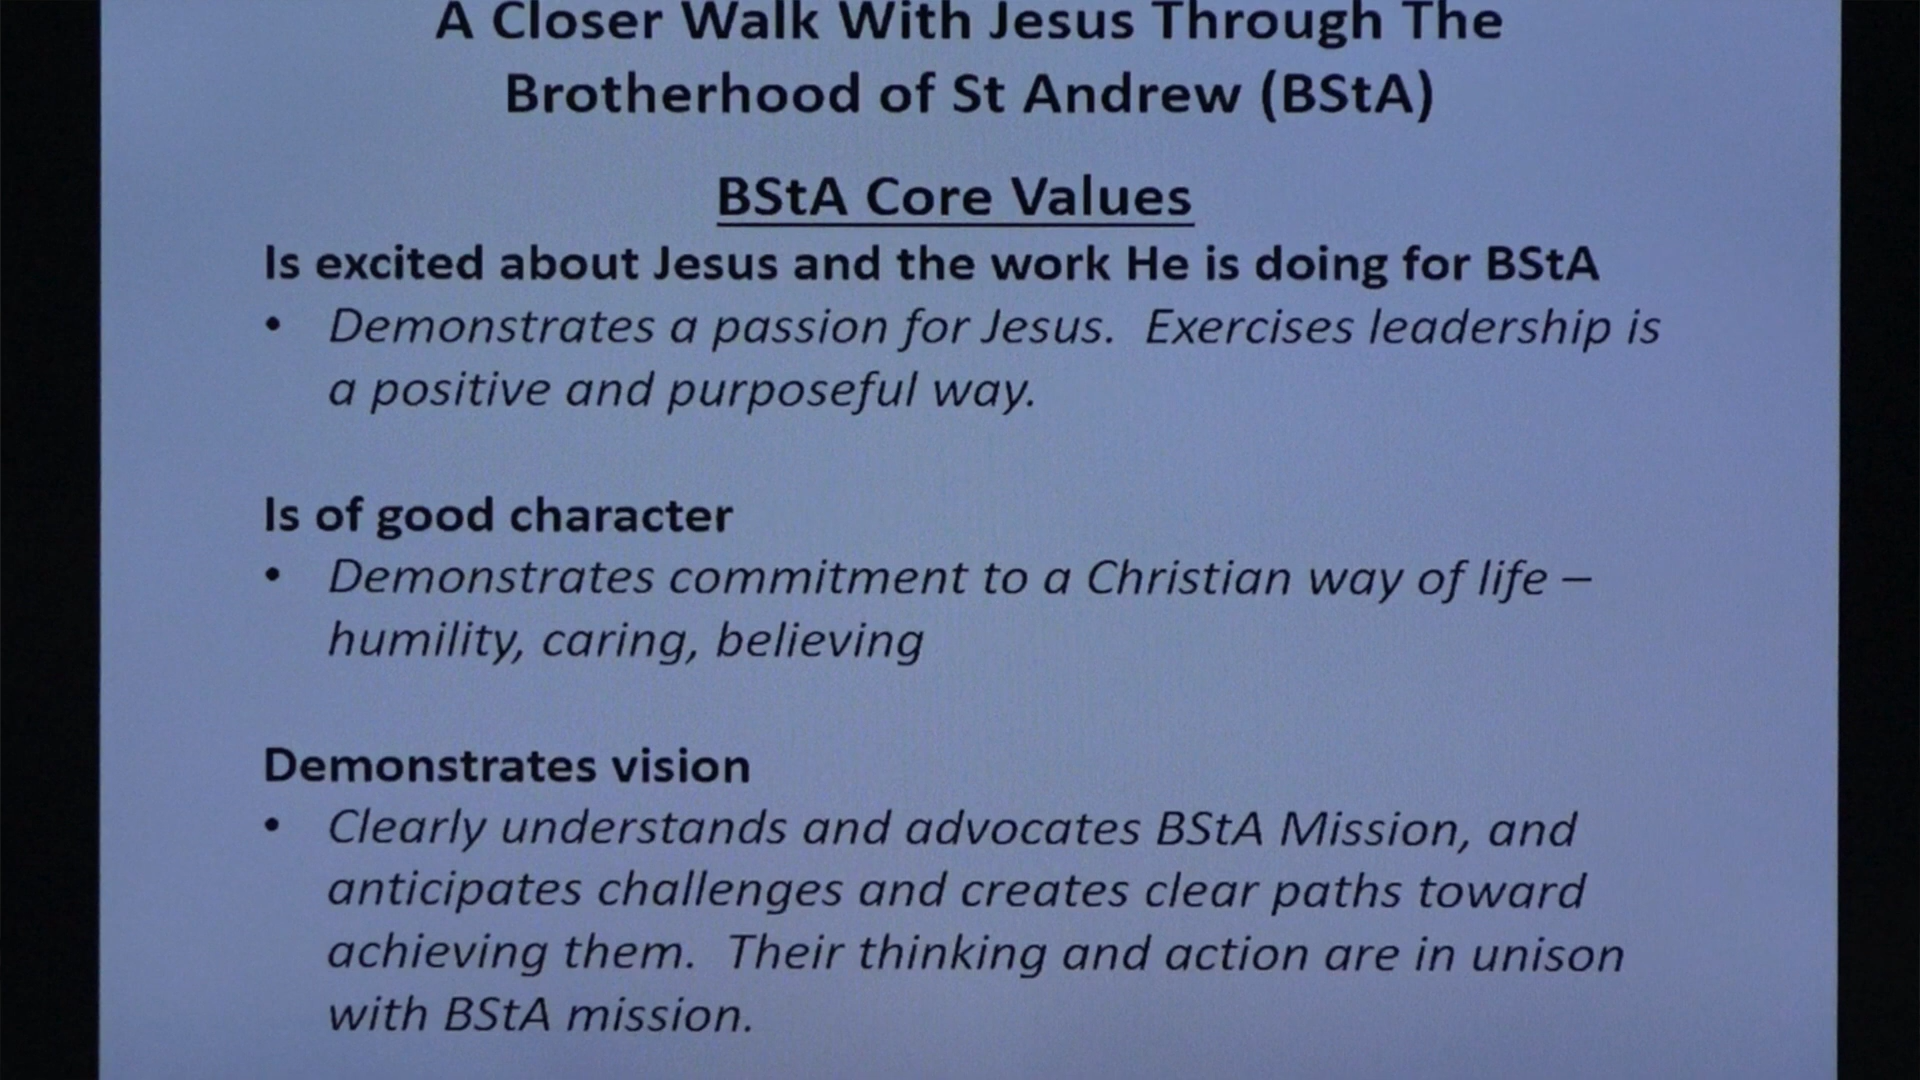 A Closer Walk With Jesus Through The
Brotherhood of St Andrew (BStA)
BStA Core Values
Is excited about Jesus and the work He is doing for BStA
• Demonstrates a passion for Jesus.  Exercises leadership is
a positive and purposeful way.
Is of good character
• Demonstrates commitment to a Christian way of life –
humility, caring, believing
Demonstrates vision
• Clearly understands and advocates BStA Mission, and
anticipates challenges and creates clear paths toward
achieving them.  Their thinking and action are in unison
with BStA mission.